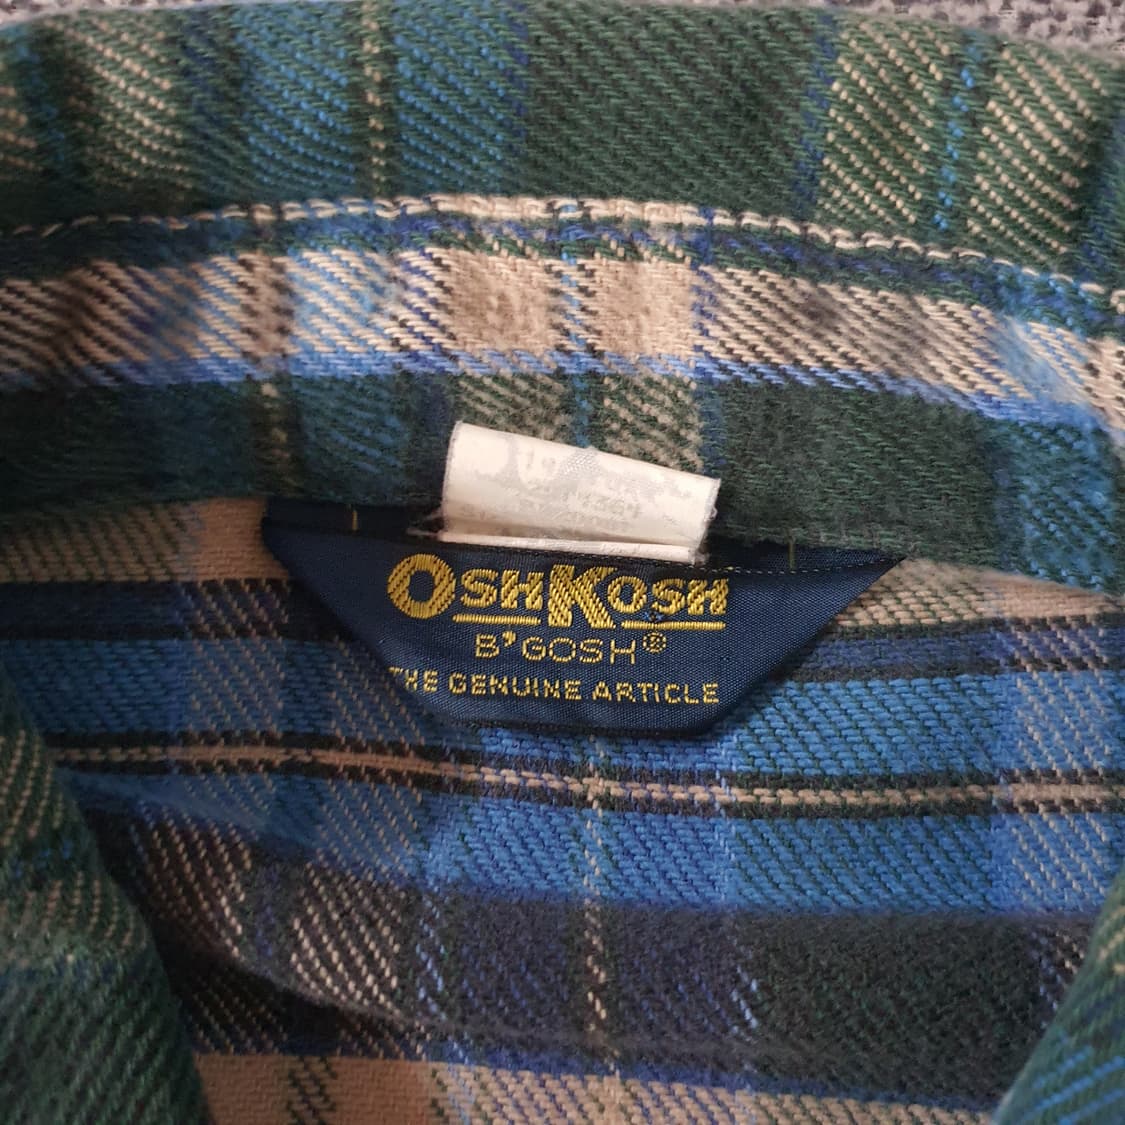 OSHKOSH
B'GOSH®
THE GENUINE ARTICLE